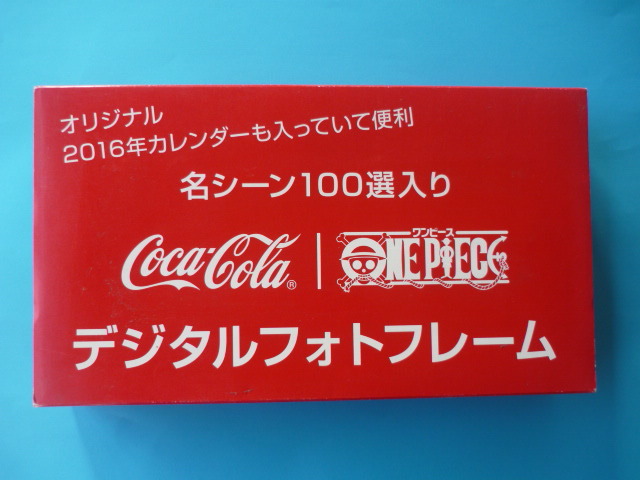 オリジナル
2016年カレンダーも入っていて便利
名シーン100選入り
Coca-Cola® | ワンピース ONE PIECE
デジタルフォトフレーム